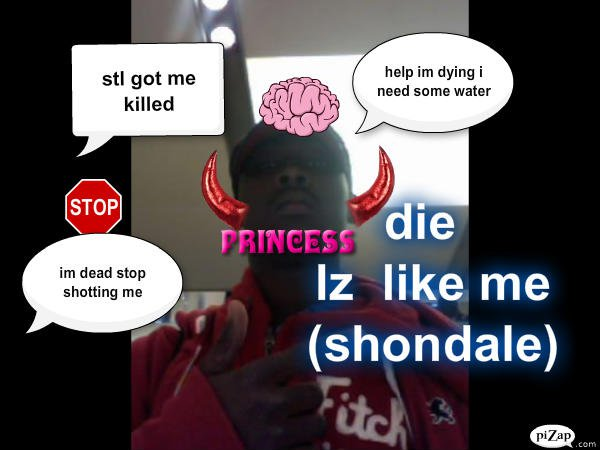 stl got me
killed
help im dying i
need some water
STOP
PRINCESS
im dead stop
shotting me
die
lz like me
(shondale)
Fitch
piZap
.com